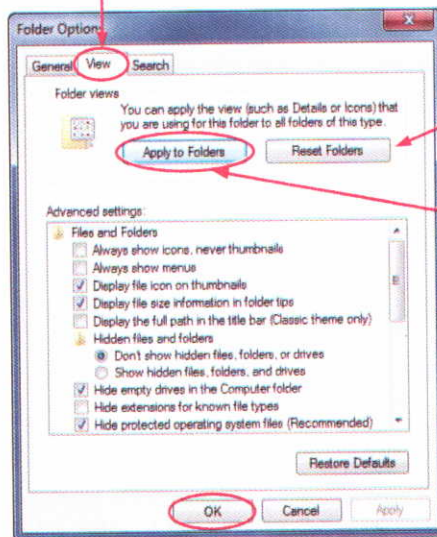 Folder Options
General View Search
Folder views
You can apply the view (such as Details or Icons) that
you are using for this folder to all folders of this type.
Apply to Folders Reset Folders
Advanced settings:
Files and Folders
Always show icons, never thumbnails
Always show menus
Display file icon on thumbnails
Display file size information in folder tips
Display the full path in the title bar (Classic theme only)
Hidden files and folders
Don't show hidden files, folders, or drives
Show hidden files, folders, and drives
Hide empty drives in the Computer folder
Hide extensions for known file types
Hide protected operating system files (Recommended)
Restore Defaults
OK Cancel Apply